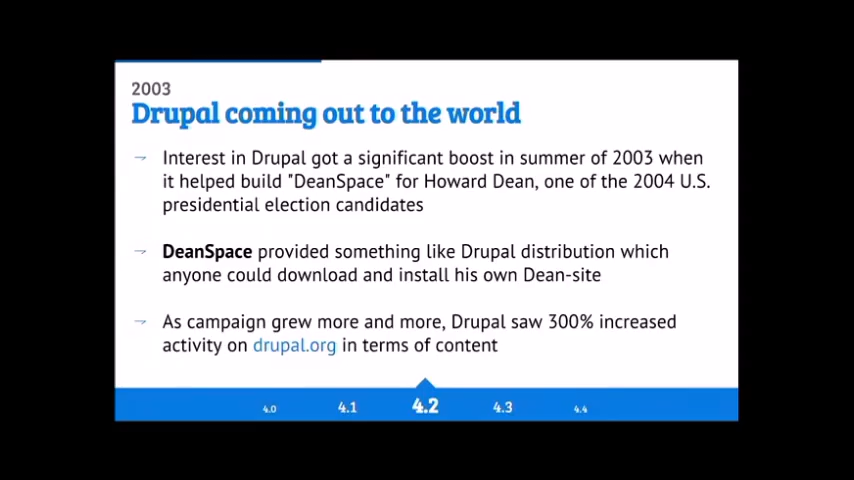 2003
Drupal coming out to the world
→ Interest in Drupal got a significant boost in summer of 2003 when
it helped build "DeanSpace" for Howard Dean, one of the 2004 U.S.
presidential election candidates
→ DeanSpace provided something like Drupal distribution which
anyone could download and install his own Dean-site
→ As campaign grew more and more, Drupal saw 300% increased
activity on drupal.org in terms of content
4.0 4.1 4.2 4.3 4.4